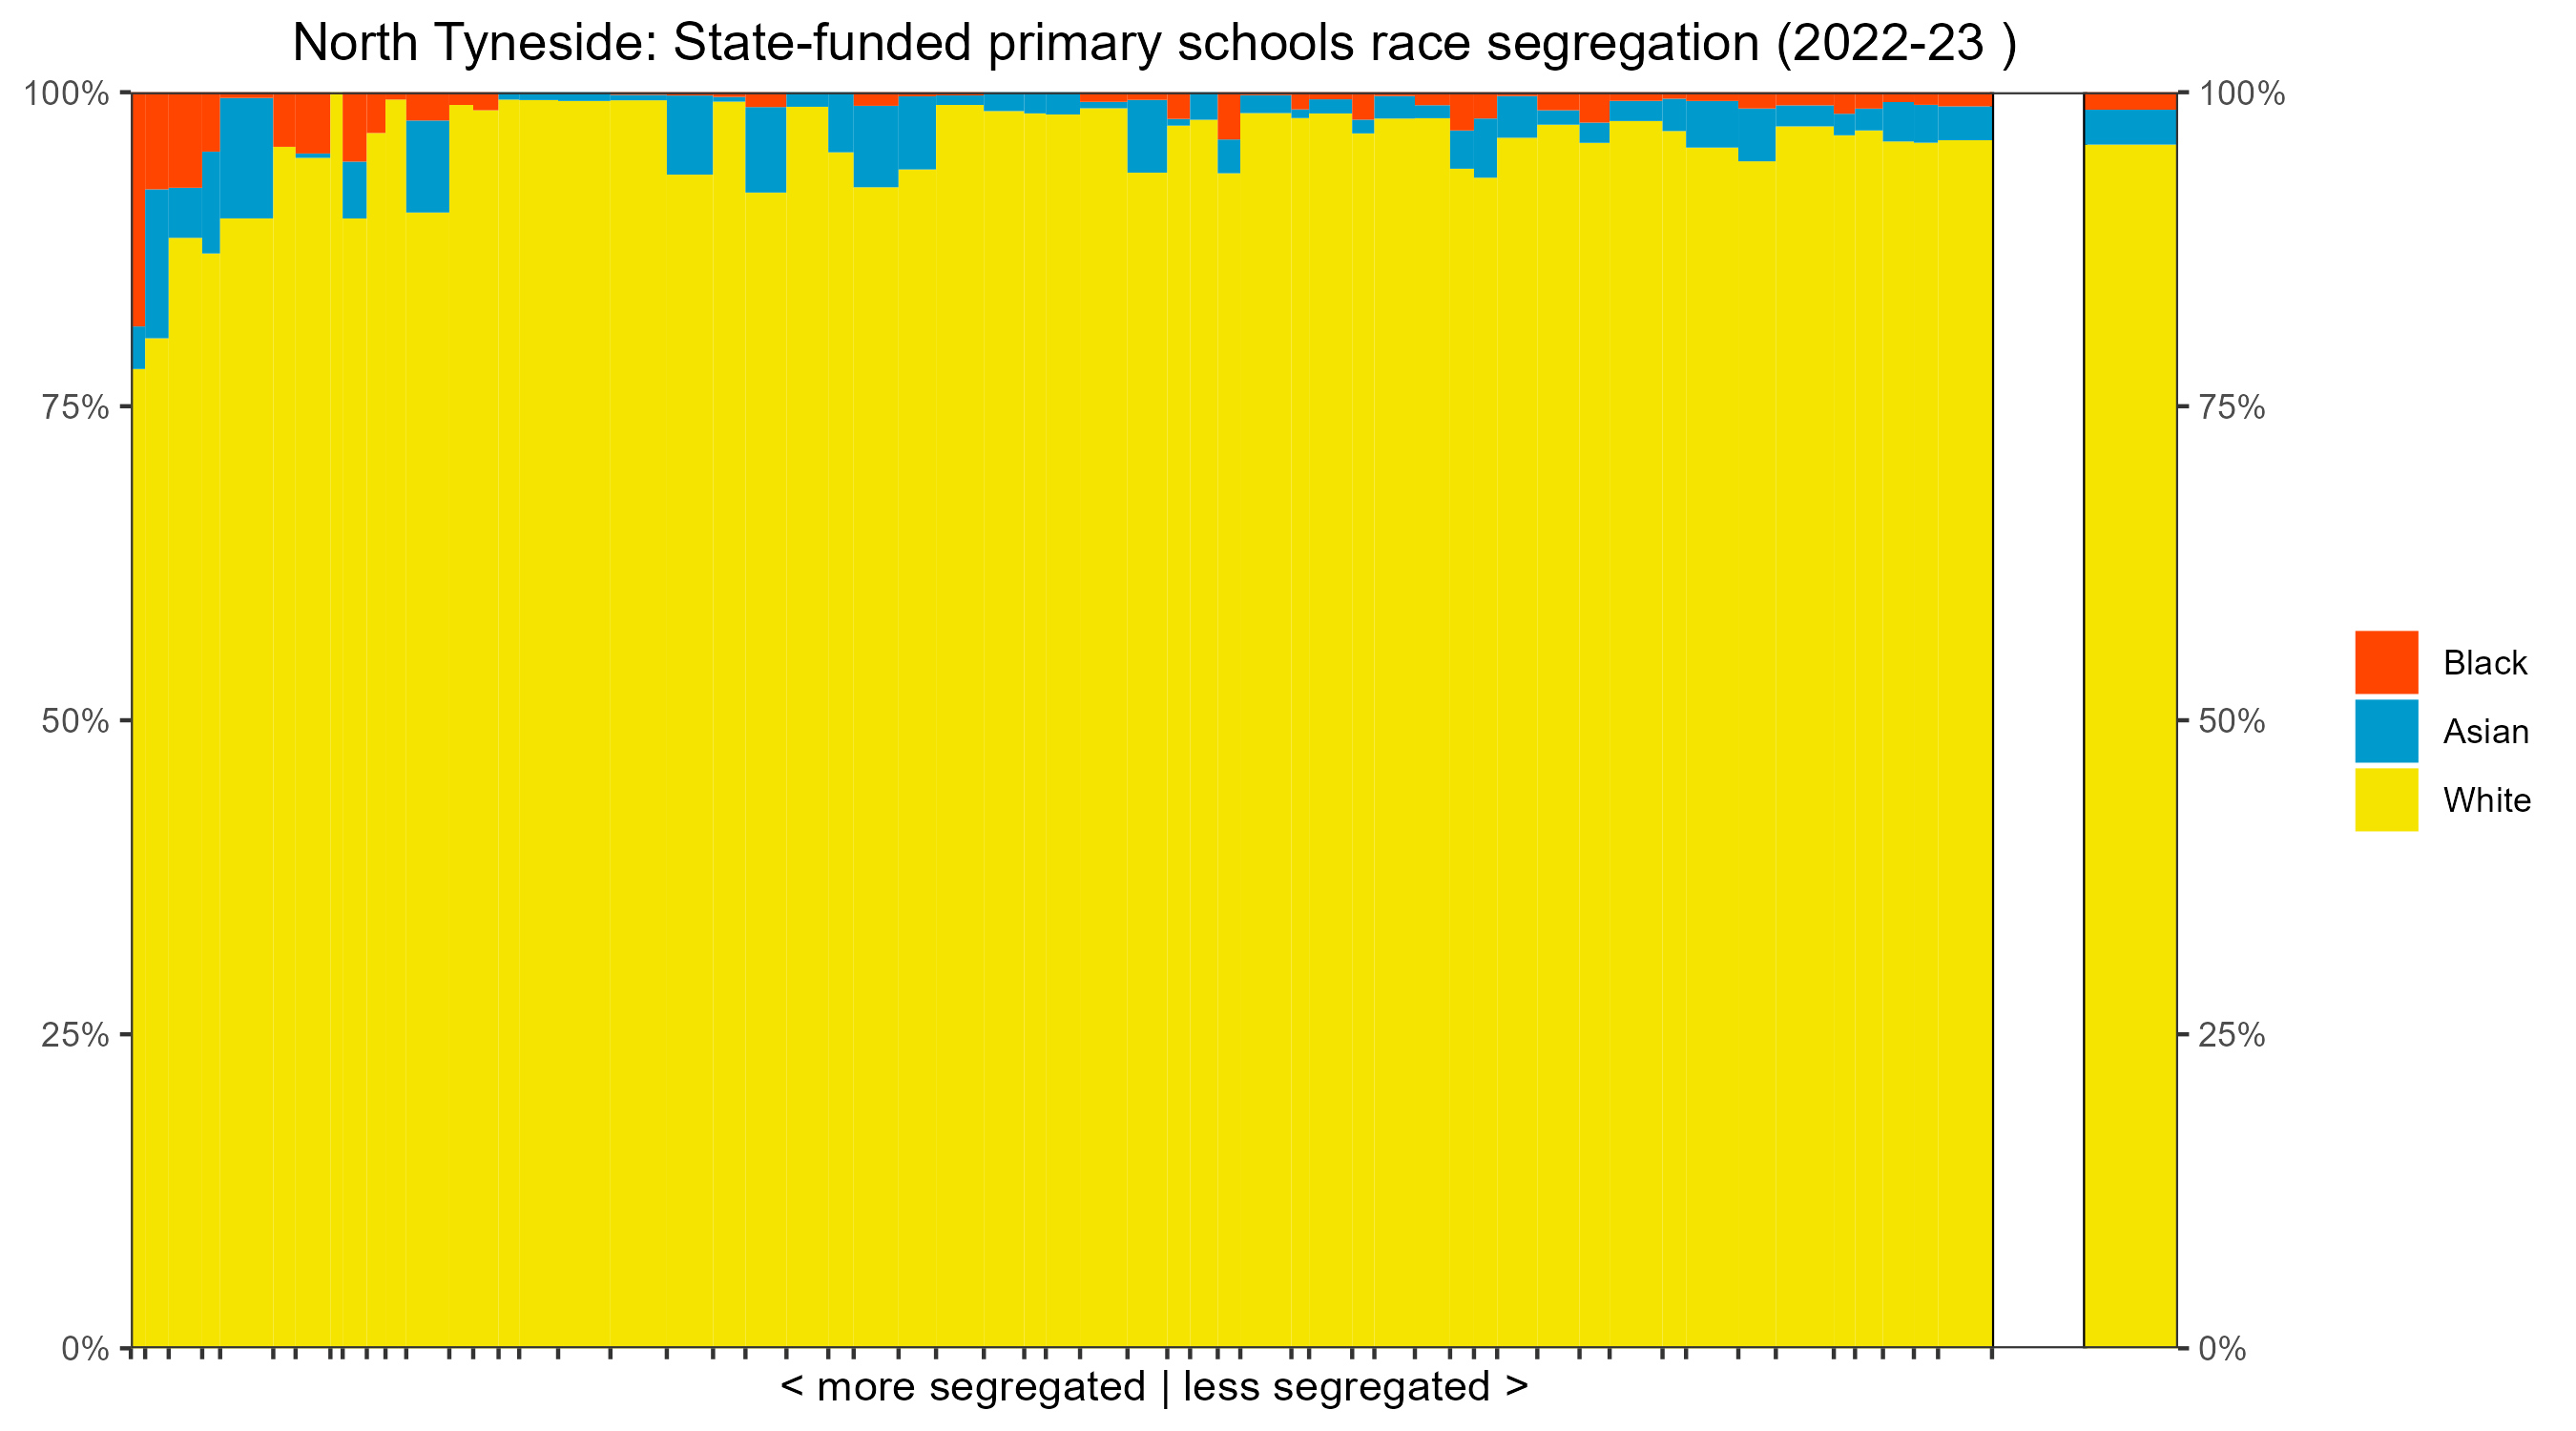 North Tyneside: State-funded primary schools race segregation (2022-23 )
100%
75%
50%
25%
0%
100%
75%
50%
25%
0%
Black
Asian
White
< more segregated | less segregated >